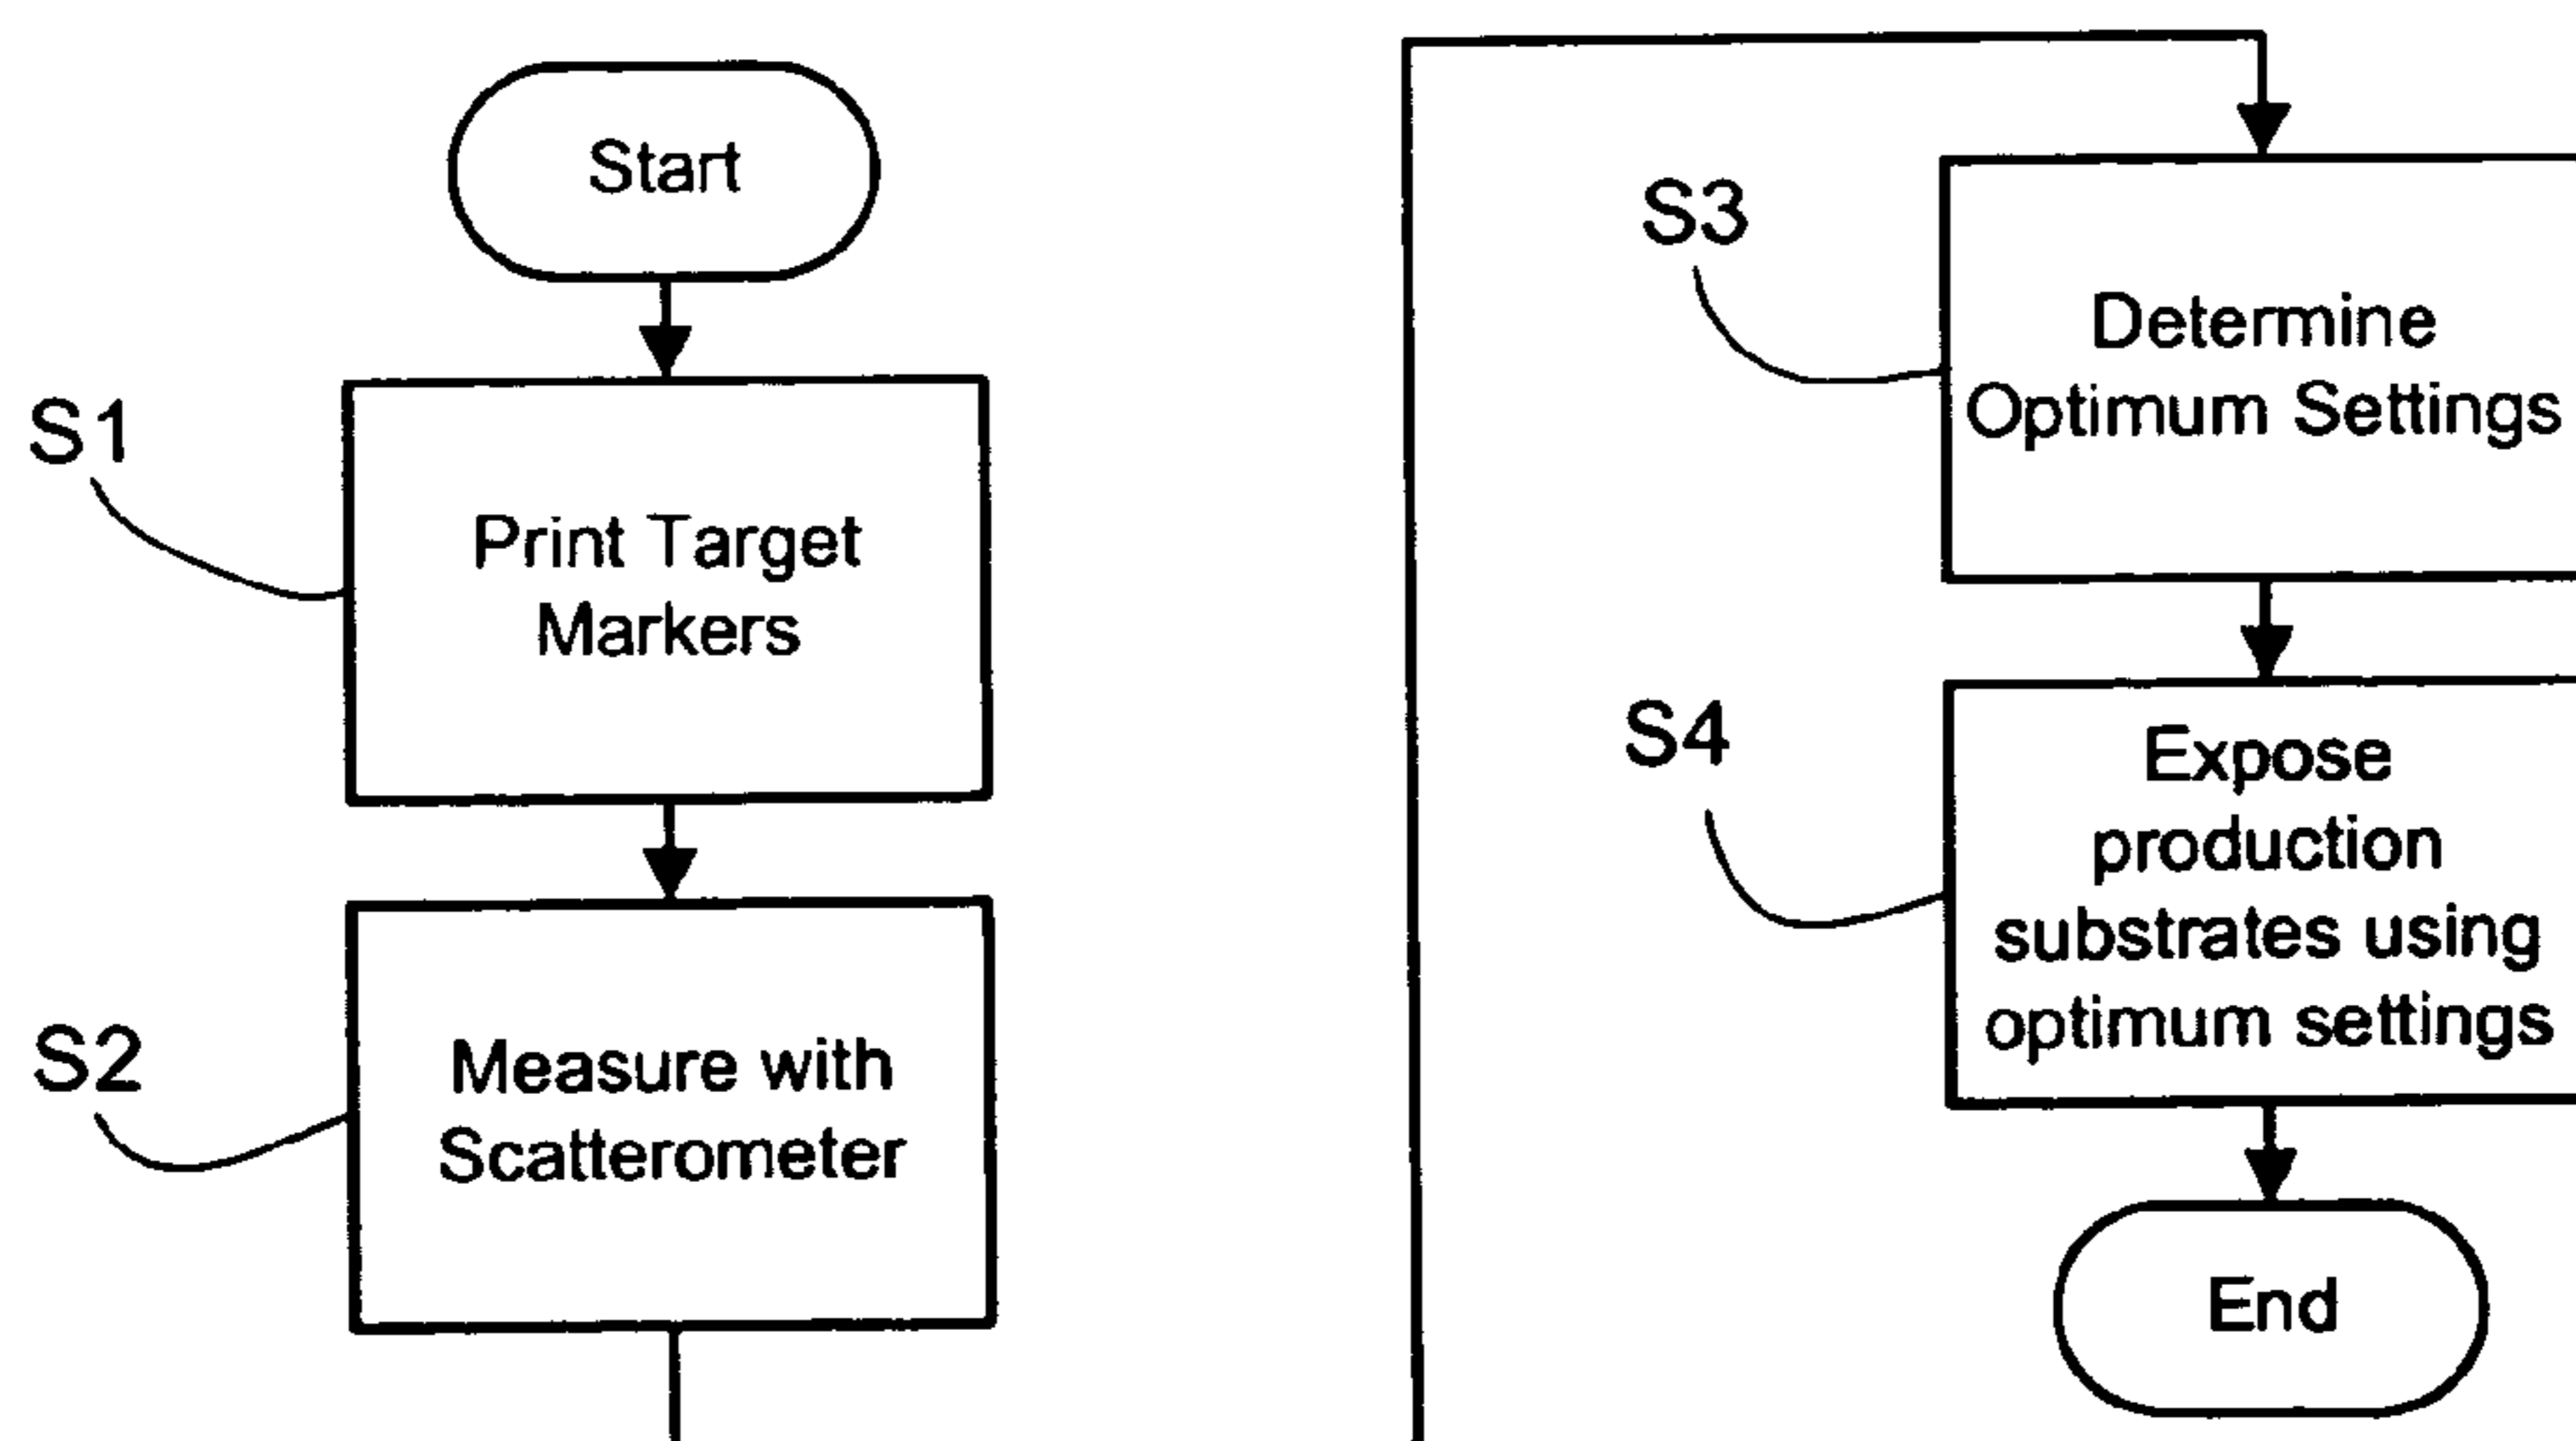 Start
S1
Print Target
Markers
S2
Measure with
Scatterometer
S3
Determine
Optimum Settings
S4
Expose
production
substrates using
optimum settings
End